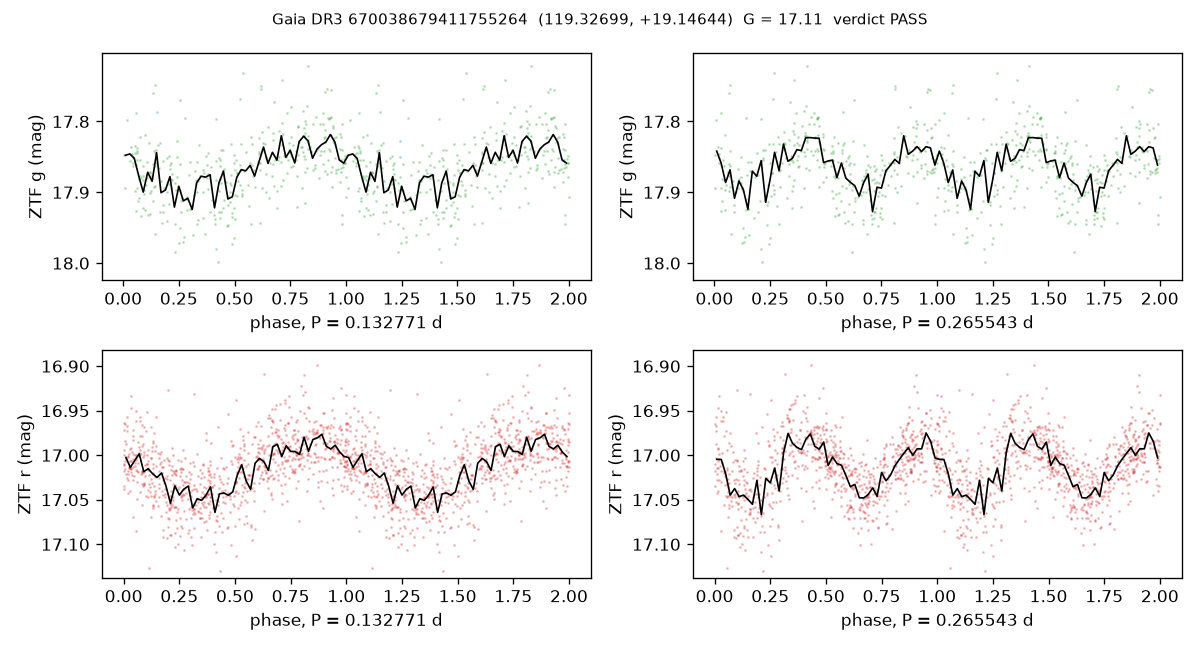 Gaia DR3 670038679411755264 (119.32699, +19.14644) G = 17.11 verdict PASS
ZTF g (mag)
17.8
17.9
18.0
0.00 0.25 0.50 0.75 1.00 1.25 1.50 1.75 2.00
phase, P = 0.132771 d
ZTF g (mag)
17.8
17.9
18.0
0.00 0.25 0.50 0.75 1.00 1.25 1.50 1.75 2.00
phase, P = 0.265543 d
ZTF r (mag)
16.90
16.95
17.00
17.05
17.10
0.00 0.25 0.50 0.75 1.00 1.25 1.50 1.75 2.00
phase, P = 0.132771 d
ZTF r (mag)
16.90
16.95
17.00
17.05
17.10
0.00 0.25 0.50 0.75 1.00 1.25 1.50 1.75 2.00
phase, P = 0.265543 d